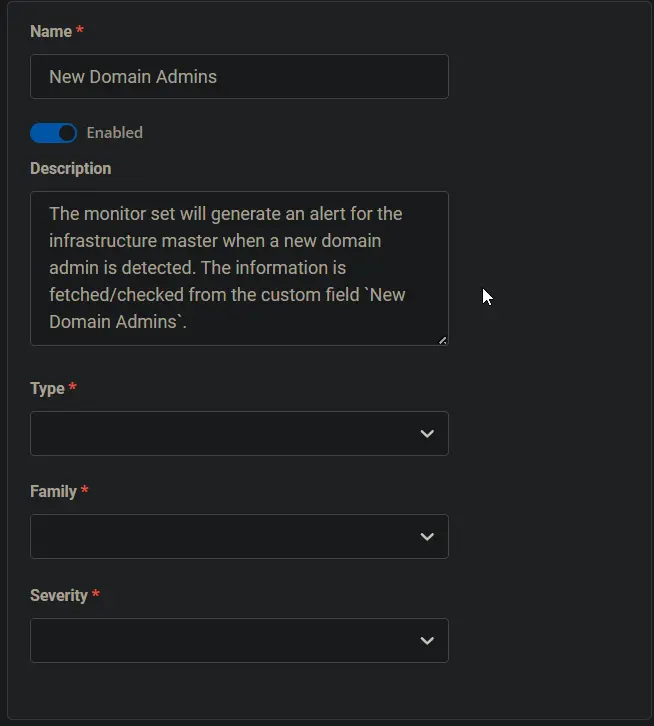 Name *
New Domain Admins
Enabled
Description
The monitor set will generate an alert for the
infrastructure master when a new domain
admin is detected. The information is
fetched/checked from the custom field `New
Domain Admins`.
Type *
Family *
Severity *